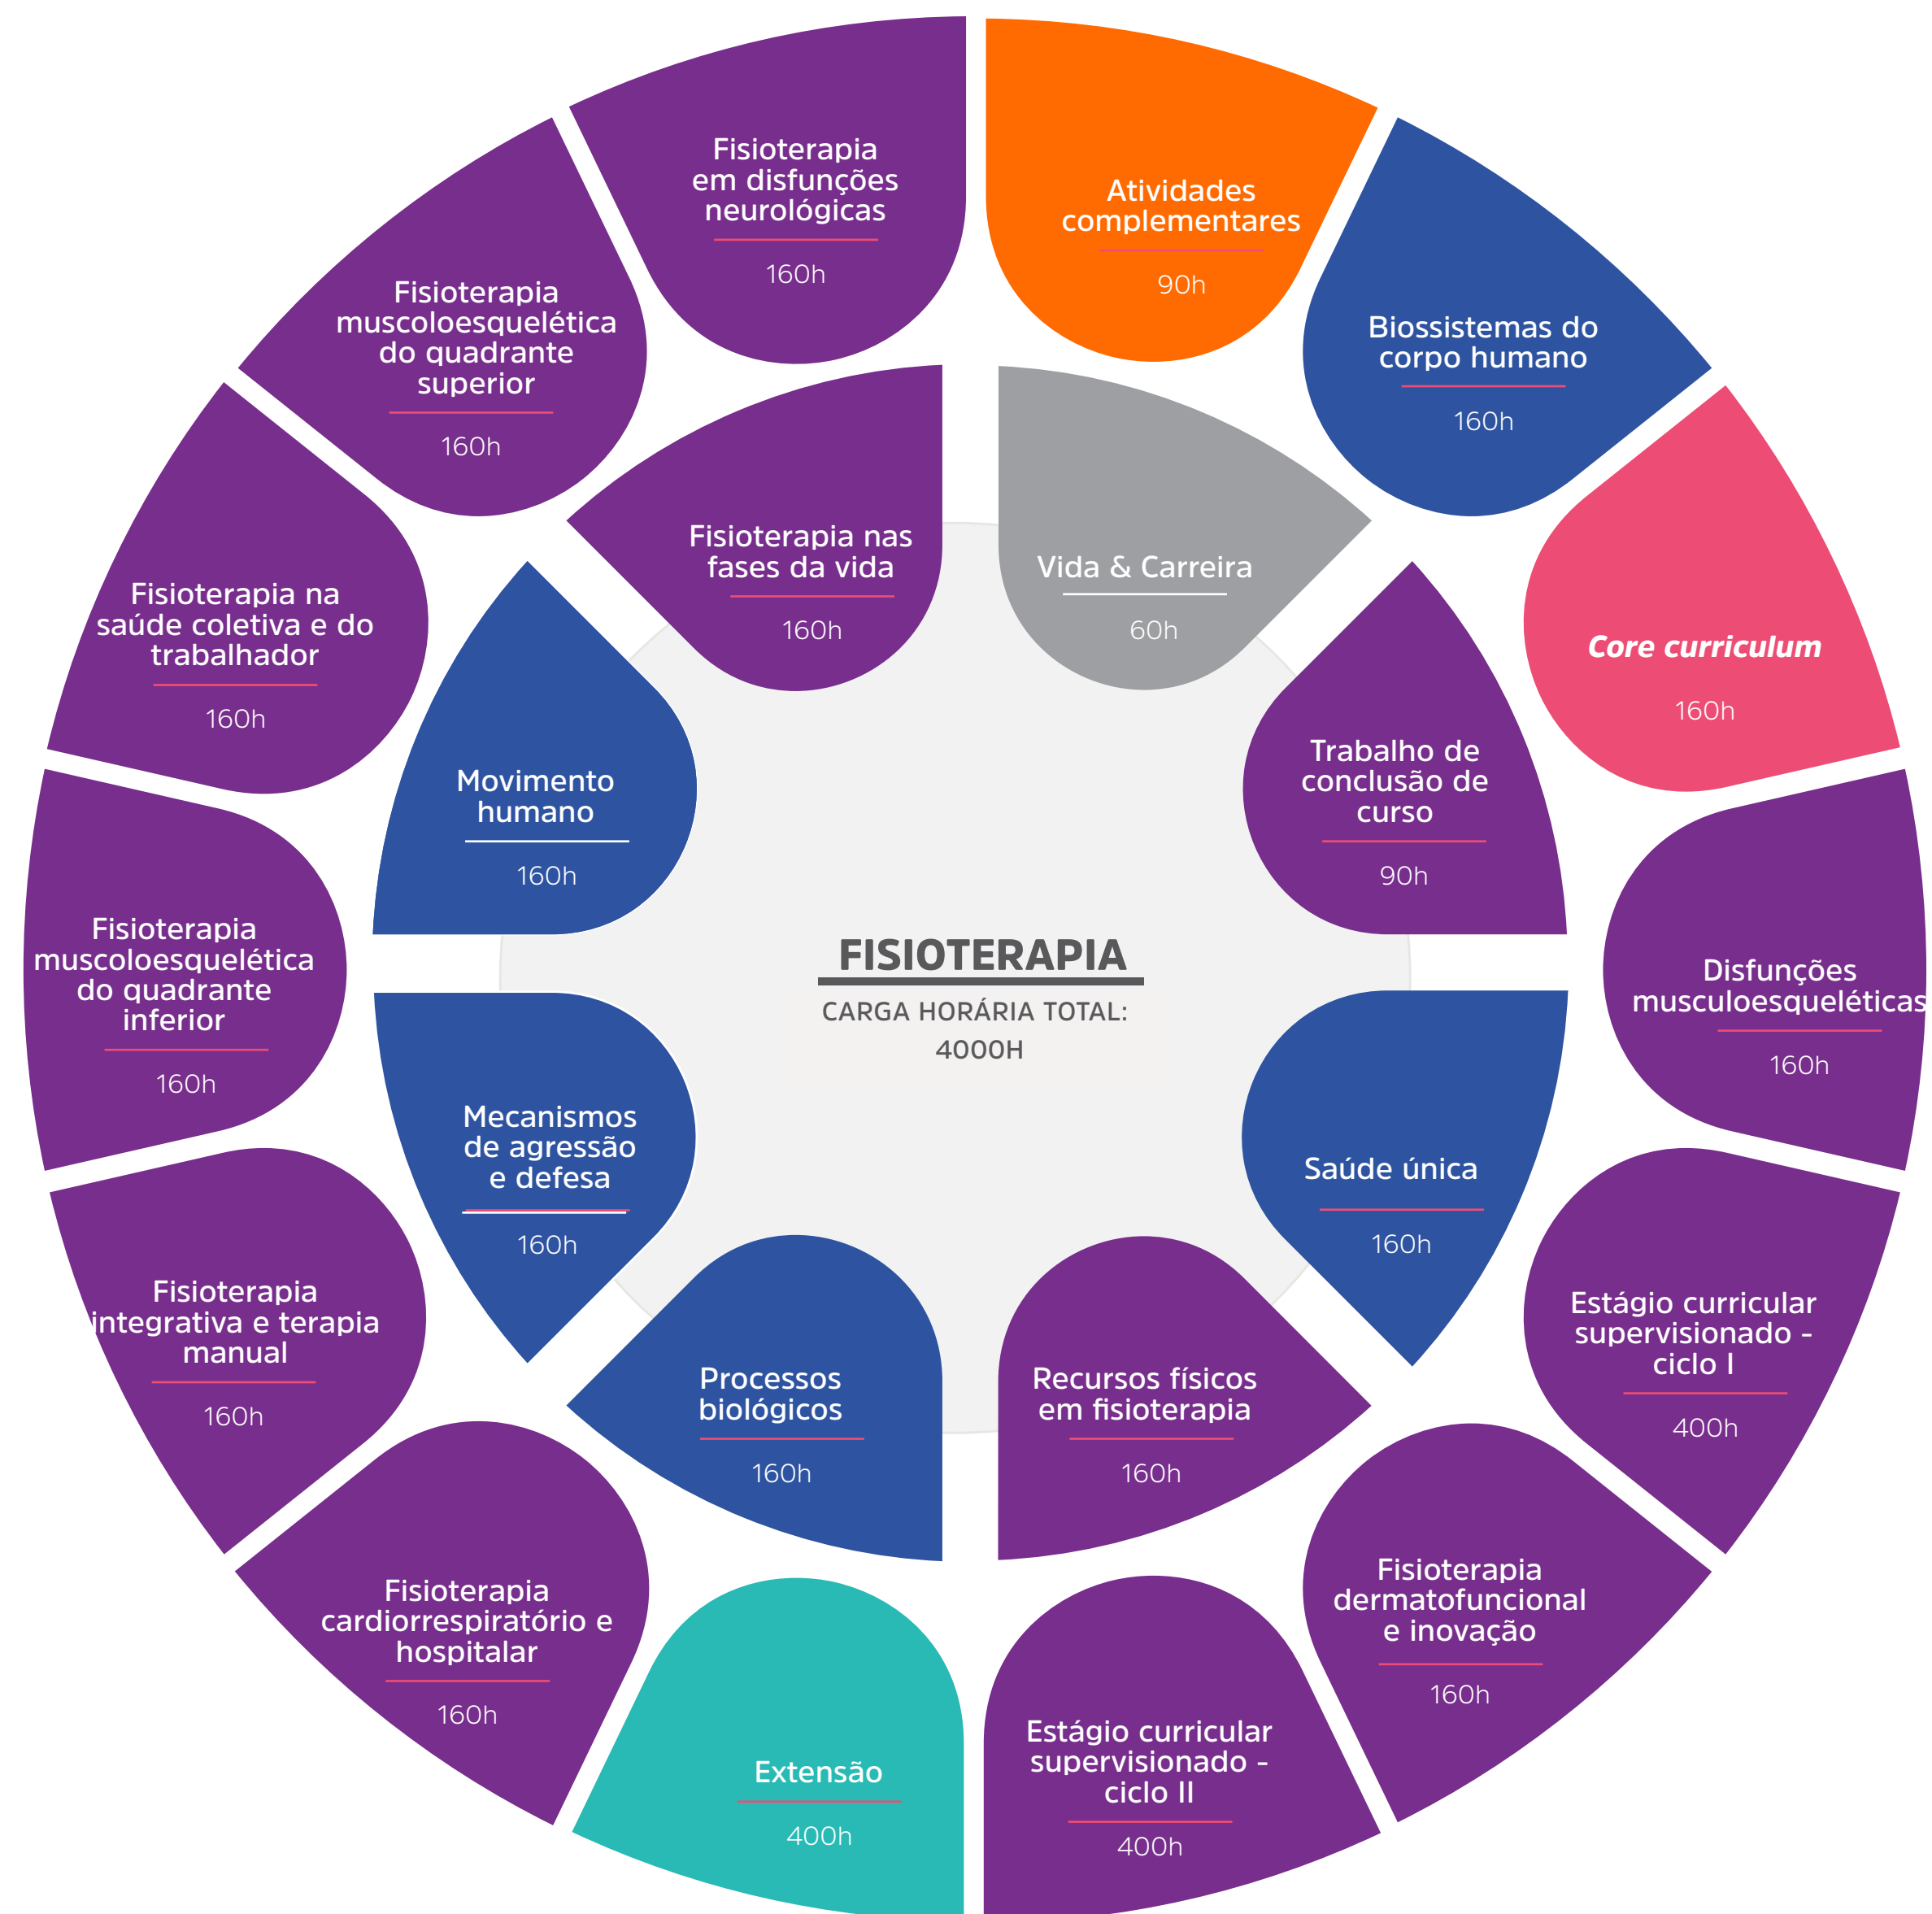 Fisioterapia
em disfunções
neurológicas
160h
Atividades
complementares
90h
Biossistemas do
corpo humano
160h
Core curriculum
160h
Disfunções
musculoesqueléticas
160h
Estágio curricular
supervisionado -
ciclo I
400h
Fisioterapia
dermatofuncional
e inovação
160h
Estágio curricular
supervisionado -
ciclo II
400h
Extensão
400h
Fisioterapia
cardiorrespiratório e
hospitalar
160h
Fisioterapia
integrativa e terapia
manual
160h
Fisioterapia
muscoloesquelética
do quadrante
inferior
160h
Fisioterapia na
saúde coletiva e do
trabalhador
160h
Fisioterapia
muscoloesquelética
do quadrante
superior
160h
Fisioterapia nas
fases da vida
160h
Vida & Carreira
60h
Trabalho de
conclusão de
curso
90h
Saúde única
160h
Recursos físicos
em fisioterapia
160h
Processos
biológicos
160h
Mecanismos
de agressão
e defesa
160h
Movimento
humano
160h
FISIOTERAPIA
CARGA HORÁRIA TOTAL:
4000H